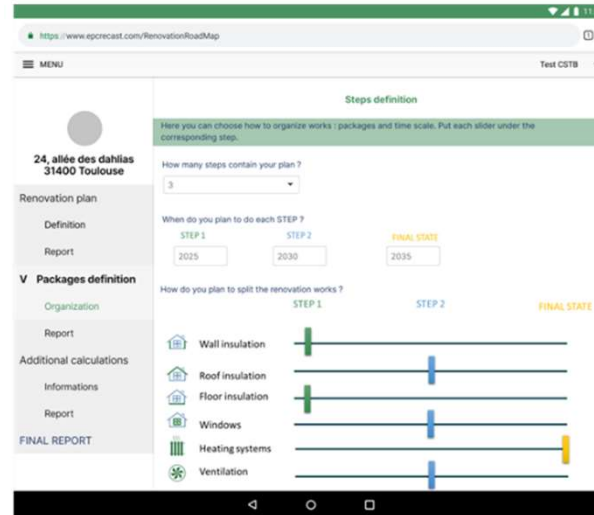 11
https://www.epcrecast.com/RenovationRoadMap
1
MENU
Test CSTB
Steps definition
Here you can choose how to organize works : packages and time scale. Put each slider under the
corresponding step.
24, allée des dahlias
31400 Toulouse
How many steps contain your plan ?
3
Renovation plan
Definition
Report
When do you plan to do each STEP ?
STEP 1
STEP 2
FINAL STATE
2025
2030
2035
V Packages definition
Organization
Report
How do you plan to split the renovation works ?
STEP 1
STEP 2
FINAL STATE
Additional calculations
Informations
Report
FINAL REPORT
Wall insulation
Roof insulation
Floor insulation
Windows
Heating systems
Ventilation